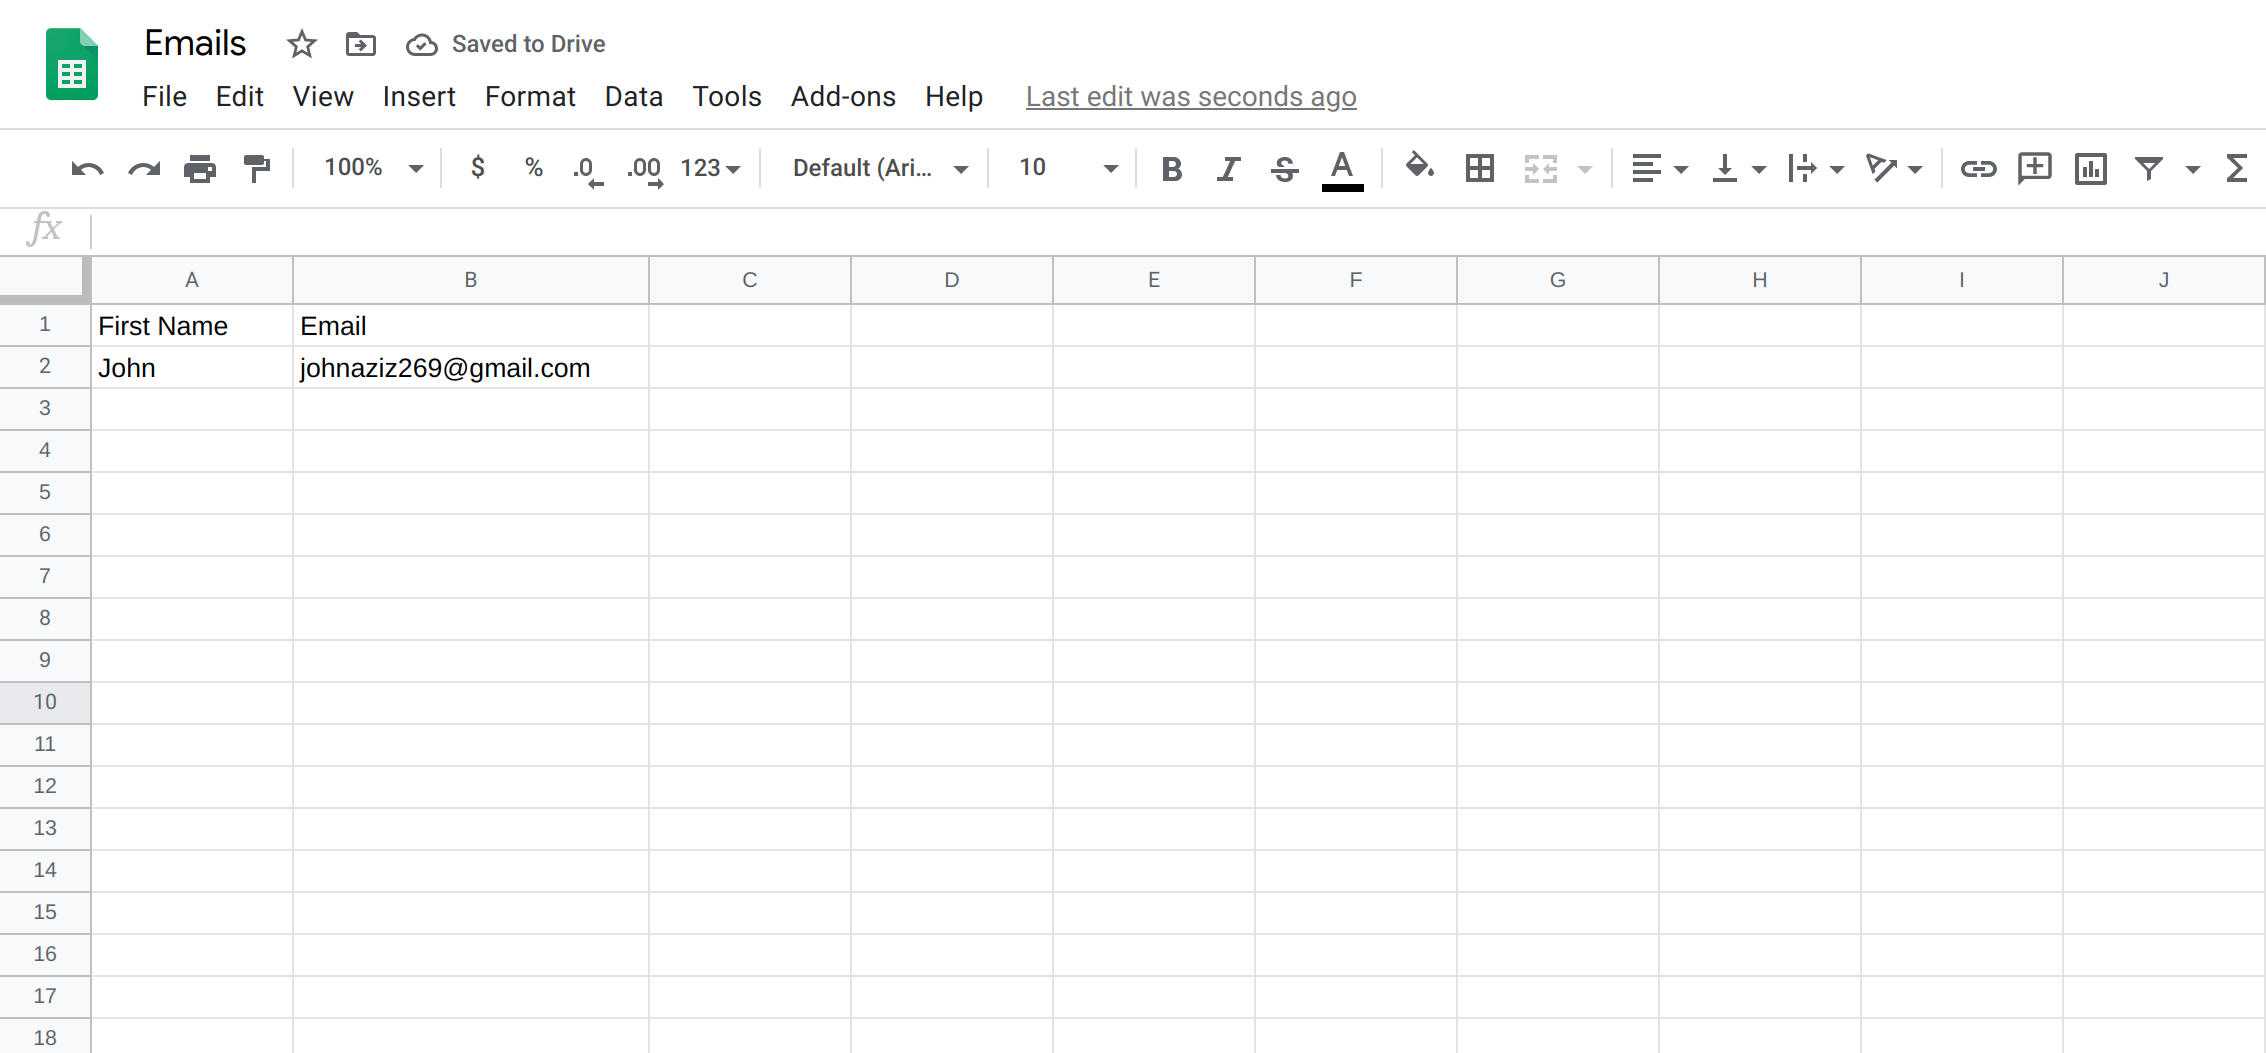 Emails Saved to Drive
File Edit View Insert Format Data Tools Add-ons Help Last edit was seconds ago
100% $ % .0 .00 123 Default (Ari... 10 B I S A Σ
fx
A B C D E F G H I J
1 First Name Email
2 John johnaziz269@gmail.com
3
4
5
6
7
8
9
10
11
12
13
14
15
16
17
18